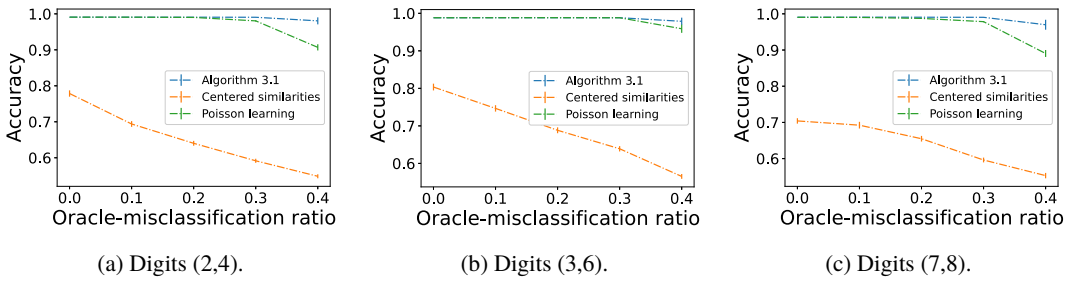 1.0
0.9
0.8
0.7
0.6
Accuracy
Algorithm 3.1
Centered similarities
Poisson learning
0.0 0.1 0.2 0.3 0.4
Oracle-misclassification ratio
(a) Digits (2,4).
1.0
0.9
0.8
0.7
0.6
Accuracy
Algorithm 3.1
Centered similarities
Poisson learning
0.0 0.1 0.2 0.3 0.4
Oracle-misclassification ratio
(b) Digits (3,6).
1.0
0.9
0.8
0.7
0.6
Accuracy
Algorithm 3.1
Centered similarities
Poisson learning
0.0 0.1 0.2 0.3 0.4
Oracle-misclassification ratio
(c) Digits (7,8).